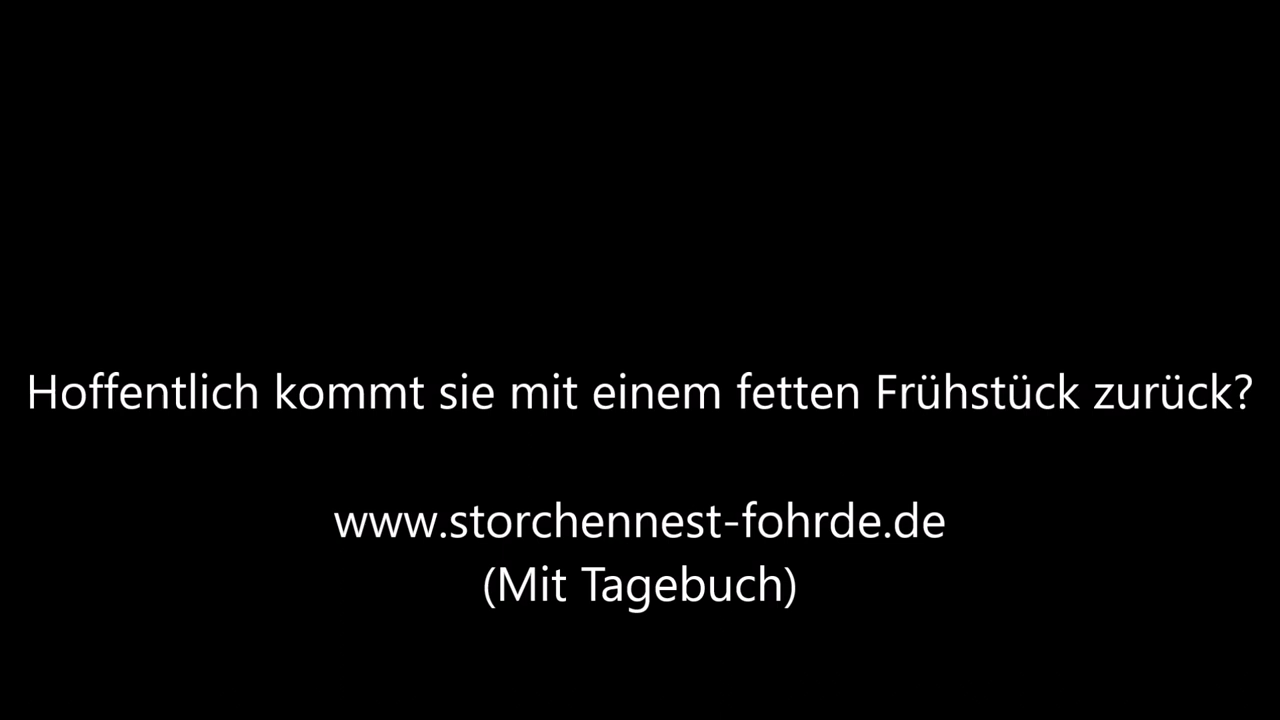 Hoffentlich kommt sie mit einem fetten Frühstück zurück?
www.storchennest-fohrde.de
(Mit Tagebuch)